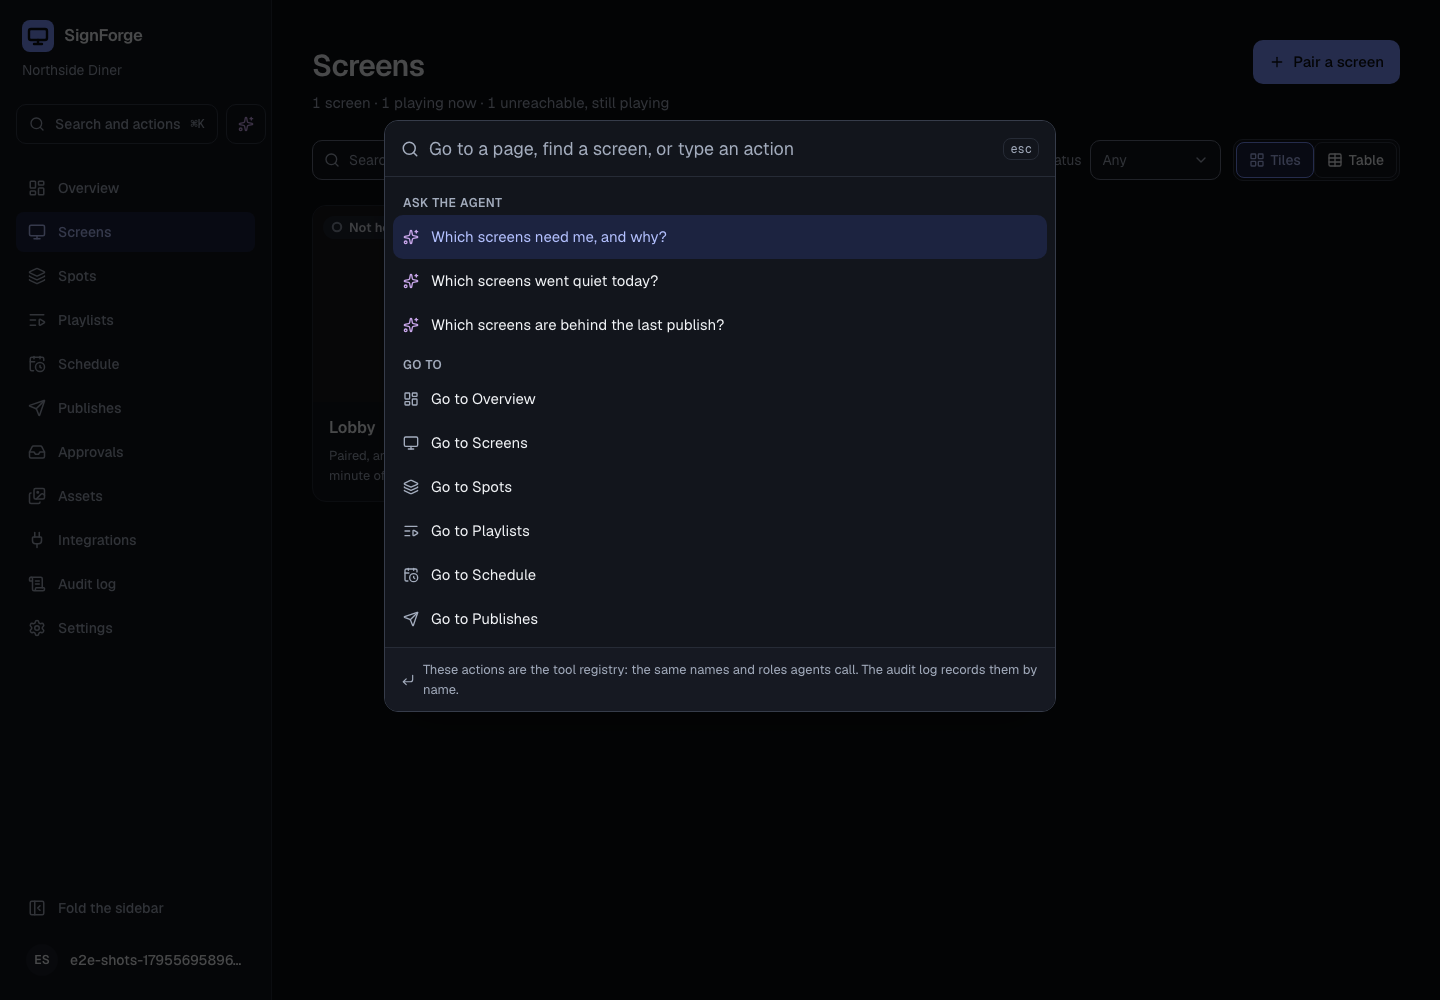 SignForge
Northside Diner
Search and actions ⌘K
Overview
Screens
Spots
Playlists
Schedule
Publishes
Approvals
Assets
Integrations
Audit log
Settings
Fold the sidebar
ES e2e-shots-17955695896...
Screens
1 screen · 1 playing now · 1 unreachable, still playing
Pair a screen
Any
Tiles
Table
Not
Lobby
Paired,
minute
Go to a page, find a screen, or type an action
esc
ASK THE AGENT
Which screens need me, and why?
Which screens went quiet today?
Which screens are behind the last publish?
GO TO
Go to Overview
Go to Screens
Go to Spots
Go to Playlists
Go to Schedule
Go to Publishes
These actions are the tool registry: the same names and roles agents call. The audit log records them by
name.